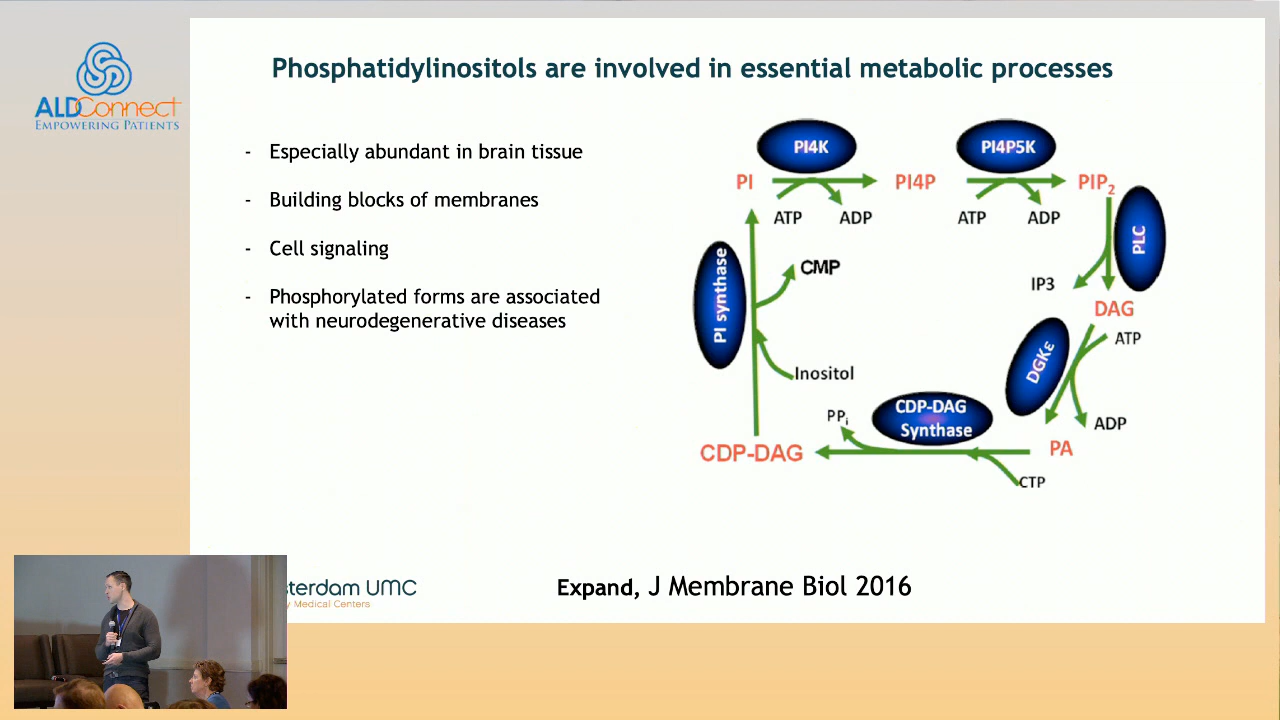 Phosphatidylinositols are involved in essential metabolic processes
ALDConnect
EMPOWERING PATIENTS
- Especially abundant in brain tissue
- Building blocks of membranes
- Cell signaling
- Phosphorylated forms are associated
with neurodegenerative diseases
PI4K
PI4P5K
PI
PI4P
PIP2
ATP
ADP
ATP
ADP
PLC
PI synthase
CMP
IP3
DAG
ATP
DGKε
Inositol
CDP-DAG
Synthase
PPi
ADP
CDP-DAG
PA
CTP
sterdam UMC
y Medical Centers
Expand, J Membrane Biol 2016